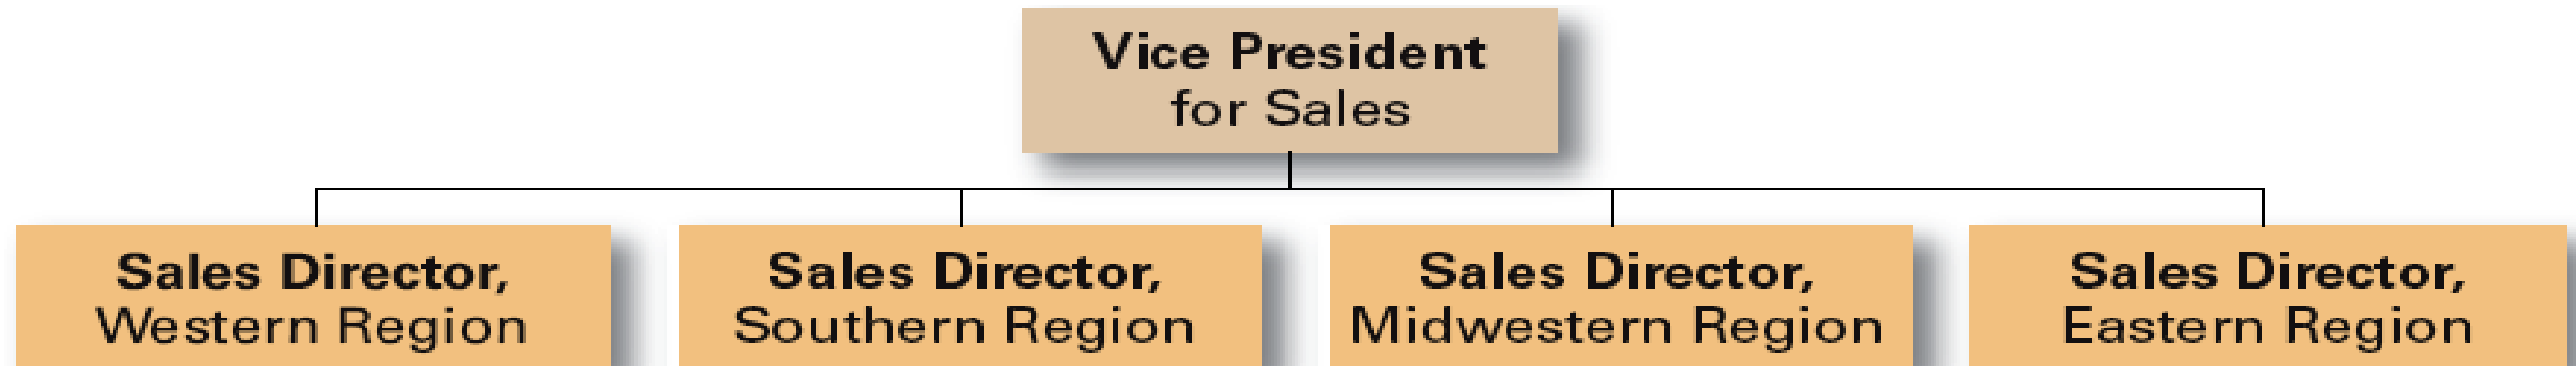 Vice President
for Sales
Sales Director,
Western Region
Sales Director,
Southern Region
Sales Director,
Midwestern Region
Sales Director,
Eastern Region